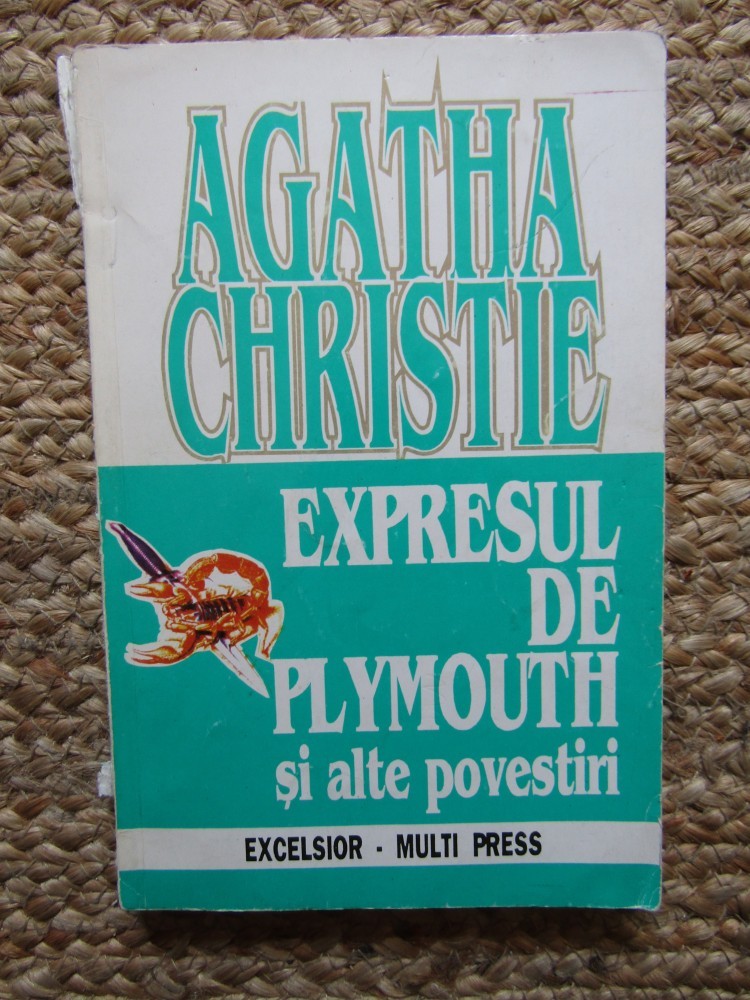 AGATHA
CHRISTIE
EXPRESUL
DE
PLYMOUTH
și alte povestiri
EXCELSIOR - MULTI PRESS